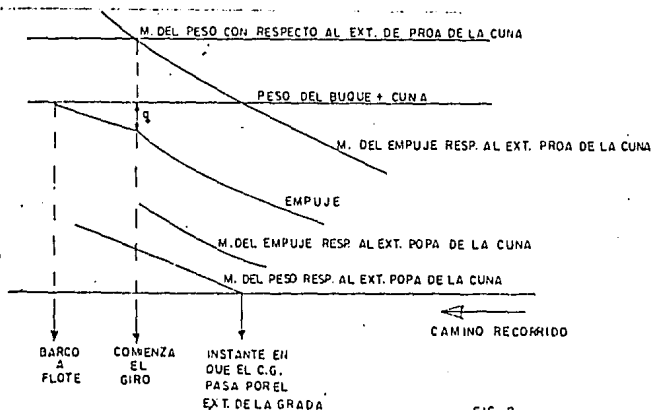 M. DEL PESO CON RESPECTO AL EXT. DE PROA DE LA CUNA
PESO DEL BUQUE + CUNA
q
M. DEL EMPUJE RESP. AL EXT. PROA DE LA CUNA
EMPUJE
M. DEL EMPUJE RESP. AL EXT. POPA DE LA CUNA
M. DEL PESO RESP. AL EXT. POPA DE LA CUNA
CAMINO RECORRIDO
BARCO
A
FLOTE
COMIENZA
EL
GIRO
INSTANTE EN
QUE EL C.G.
PASA POR EL
EXT. DE LA GRADA